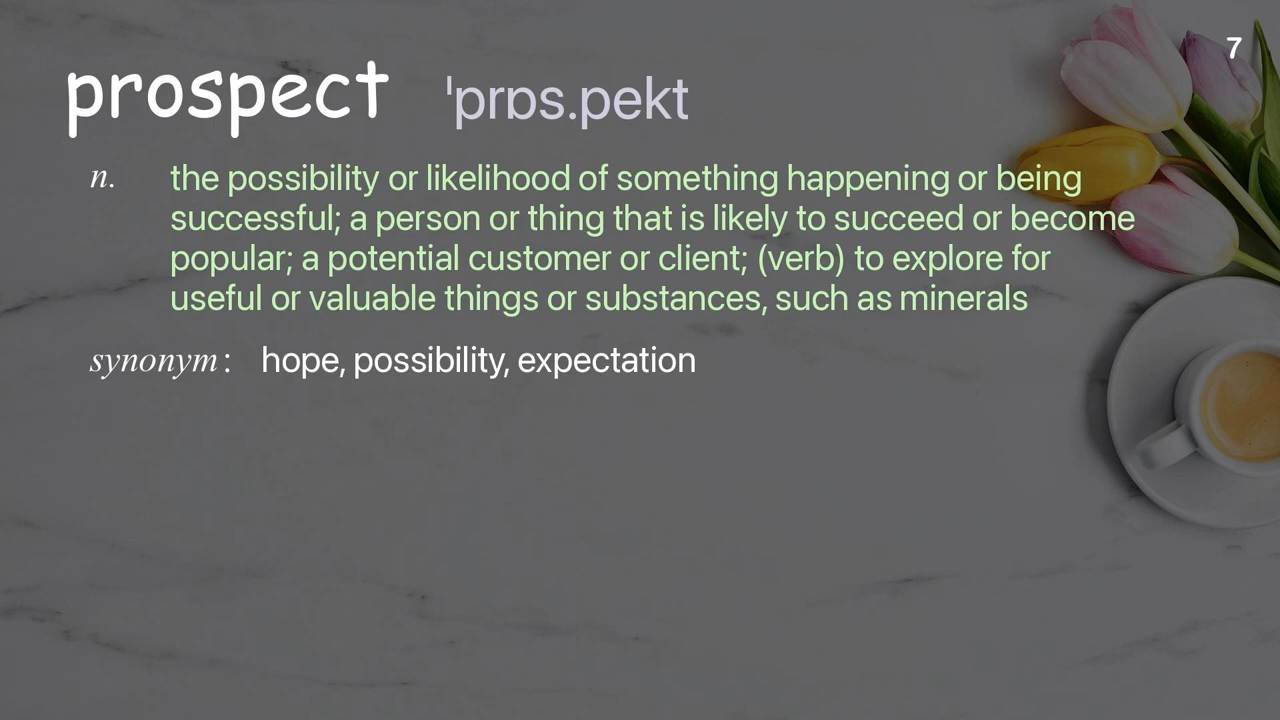 7
prospect ˈprɒs.pekt
n. the possibility or likelihood of something happening or being
successful; a person or thing that is likely to succeed or become
popular; a potential customer or client; (verb) to explore for
useful or valuable things or substances, such as minerals
synonym: hope, possibility, expectation